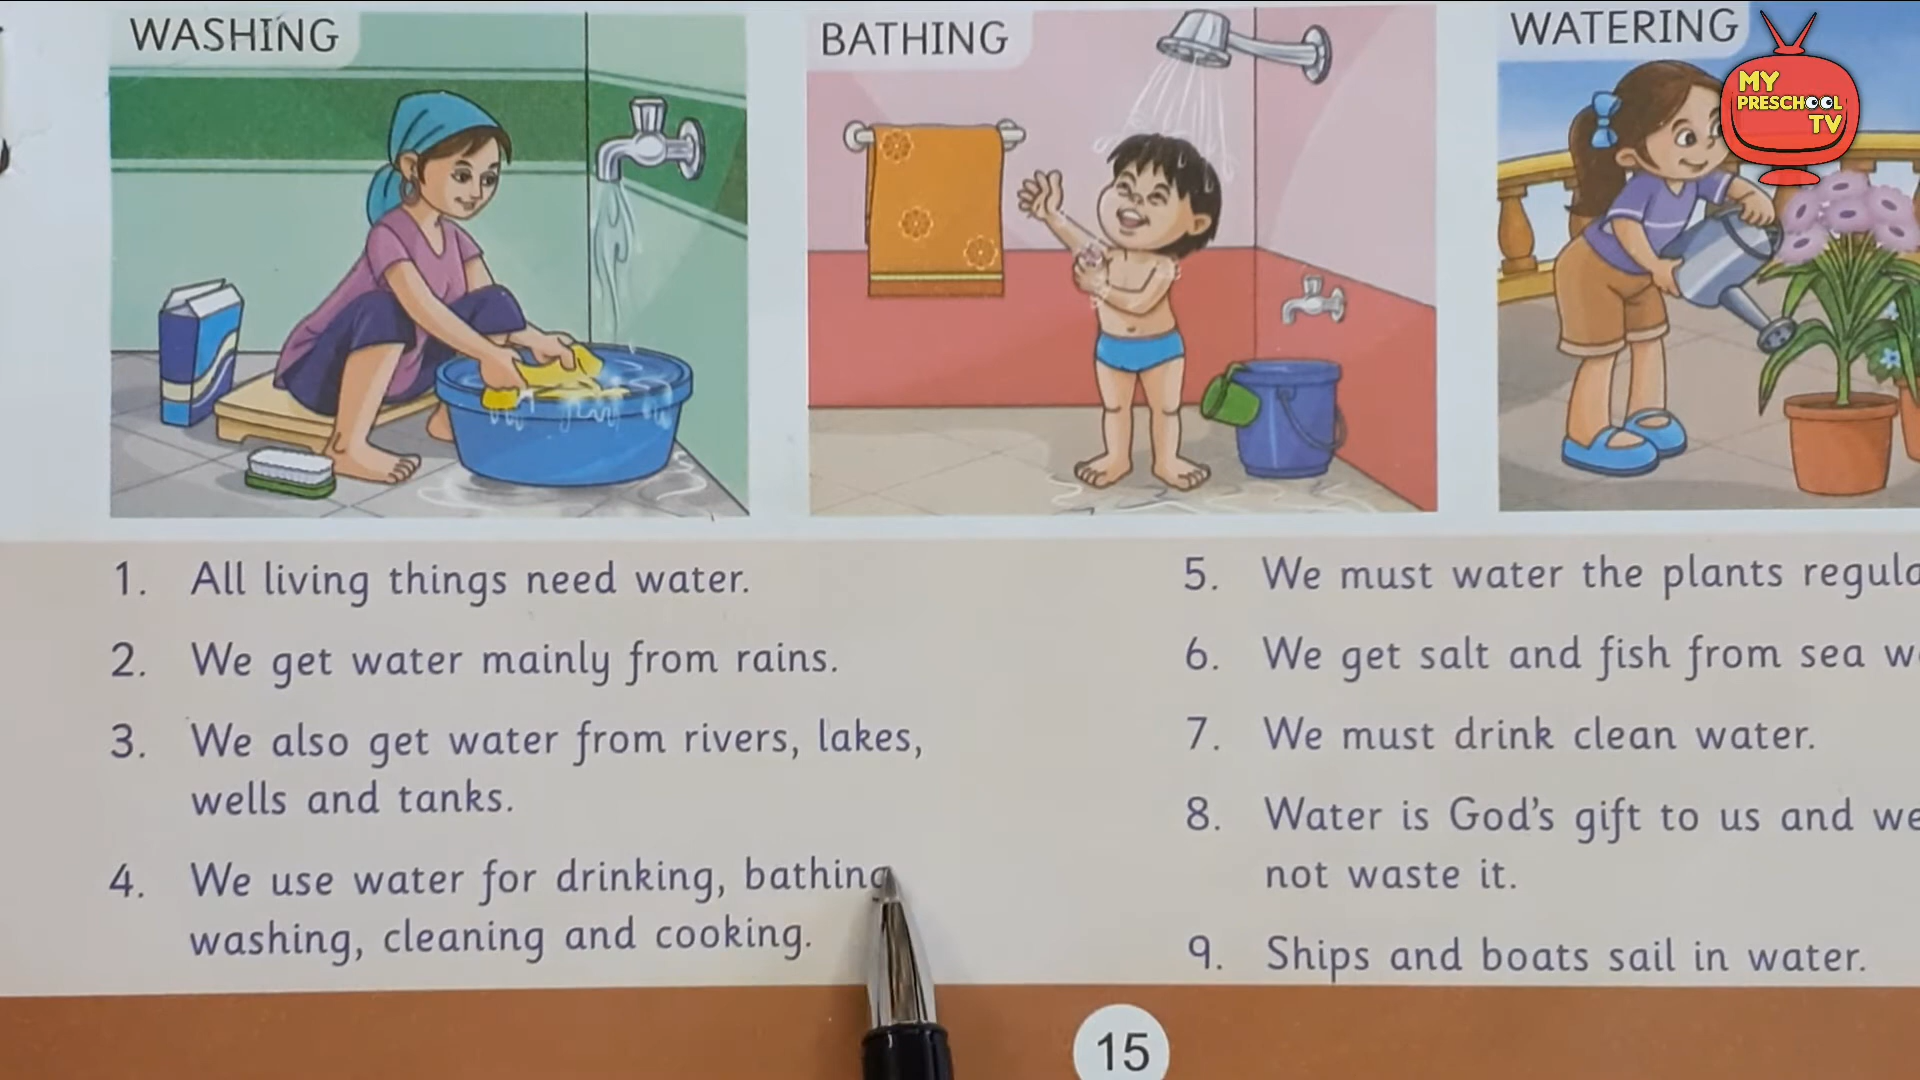 WASHING
BATHING
WATERING
MY
PRESCHOOL
TV
1. All living things need water.
2. We get water mainly from rains.
3. We also get water from rivers, lakes,
wells and tanks.
4. We use water for drinking, bathing
washing, cleaning and cooking.
5. We must water the plants
6. We get salt and fish from sea
7. We must drink clean water.
8. Water is God's gift to us and
not waste it.
9. Ships and boats sail in water.
15